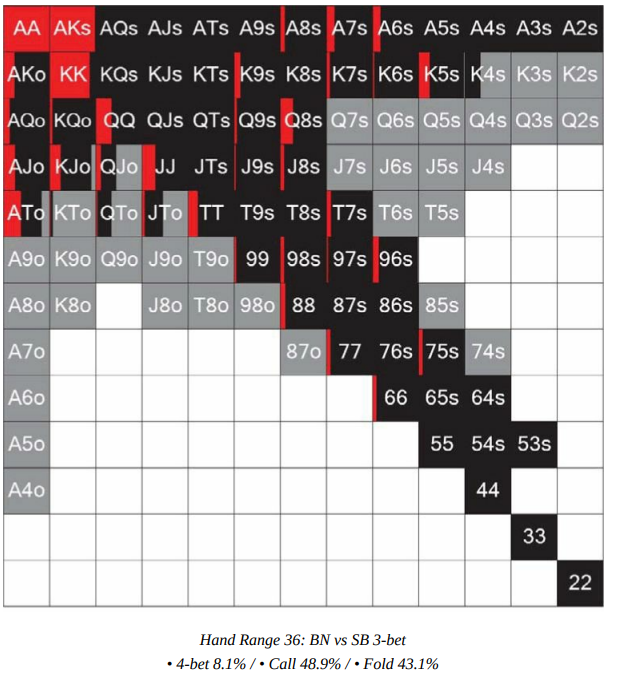 AA AKs AQs AJs ATs A9s A8s A7s A6s A5s A4s A3s A2s
AKo KK KQs KJs KTs K9s K8s K7s K6s K5s K4s K3s K2s
AQo KQo QQ QJs QTs Q9s Q8s Q7s Q6s Q5s Q4s Q3s Q2s
AJo KJo QJo JJ JTs J9s J8s J7s J6s J5s J4s
ATo KTo QTo JTo TT T9s T8s T7s T6s T5s
A9o K9o Q9o J9o T9o 99 98s 97s 96s
A8o K8o J8o T8o 98o 88 87s 86s 85s
A7o 87o 77 76s 75s 74s
A6o 66 65s 64s
A5o 55 54s 53s
A4o 44
33
22
Hand Range 36: BN vs SB 3-bet
• 4-bet 8.1% / • Call 48.9% / • Fold 43.1%